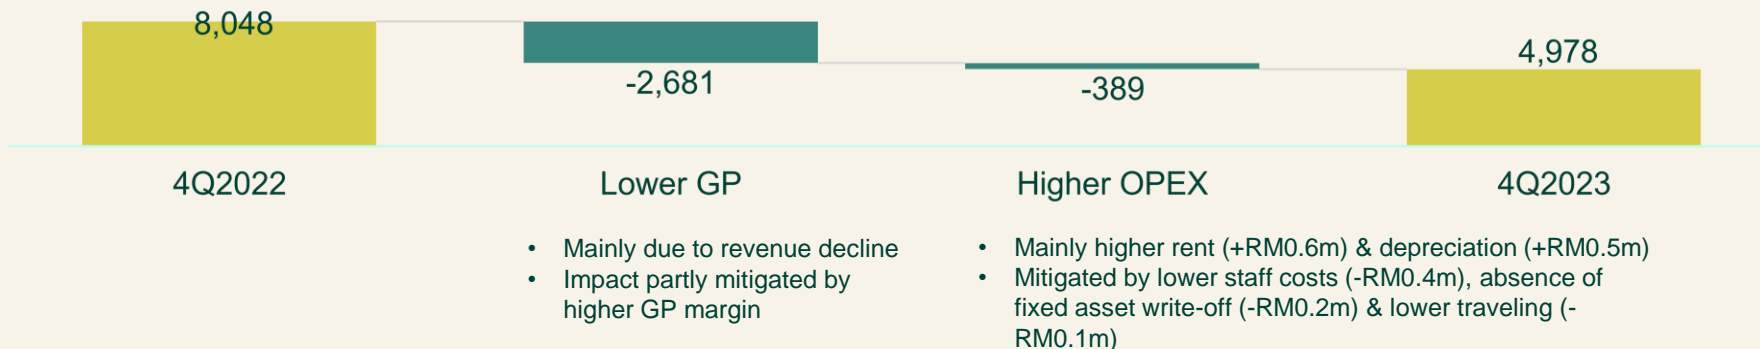 8,048
-2,681
-389
4,978
4Q2022
Lower GP
Higher OPEX
4Q2023
• Mainly due to revenue decline
• Impact partly mitigated by
higher GP margin
• Mainly higher rent (+RM0.6m) & depreciation (+RM0.5m)
• Mitigated by lower staff costs (-RM0.4m), absence of
fixed asset write-off (-RM0.2m) & lower traveling (-
RM0.1m)